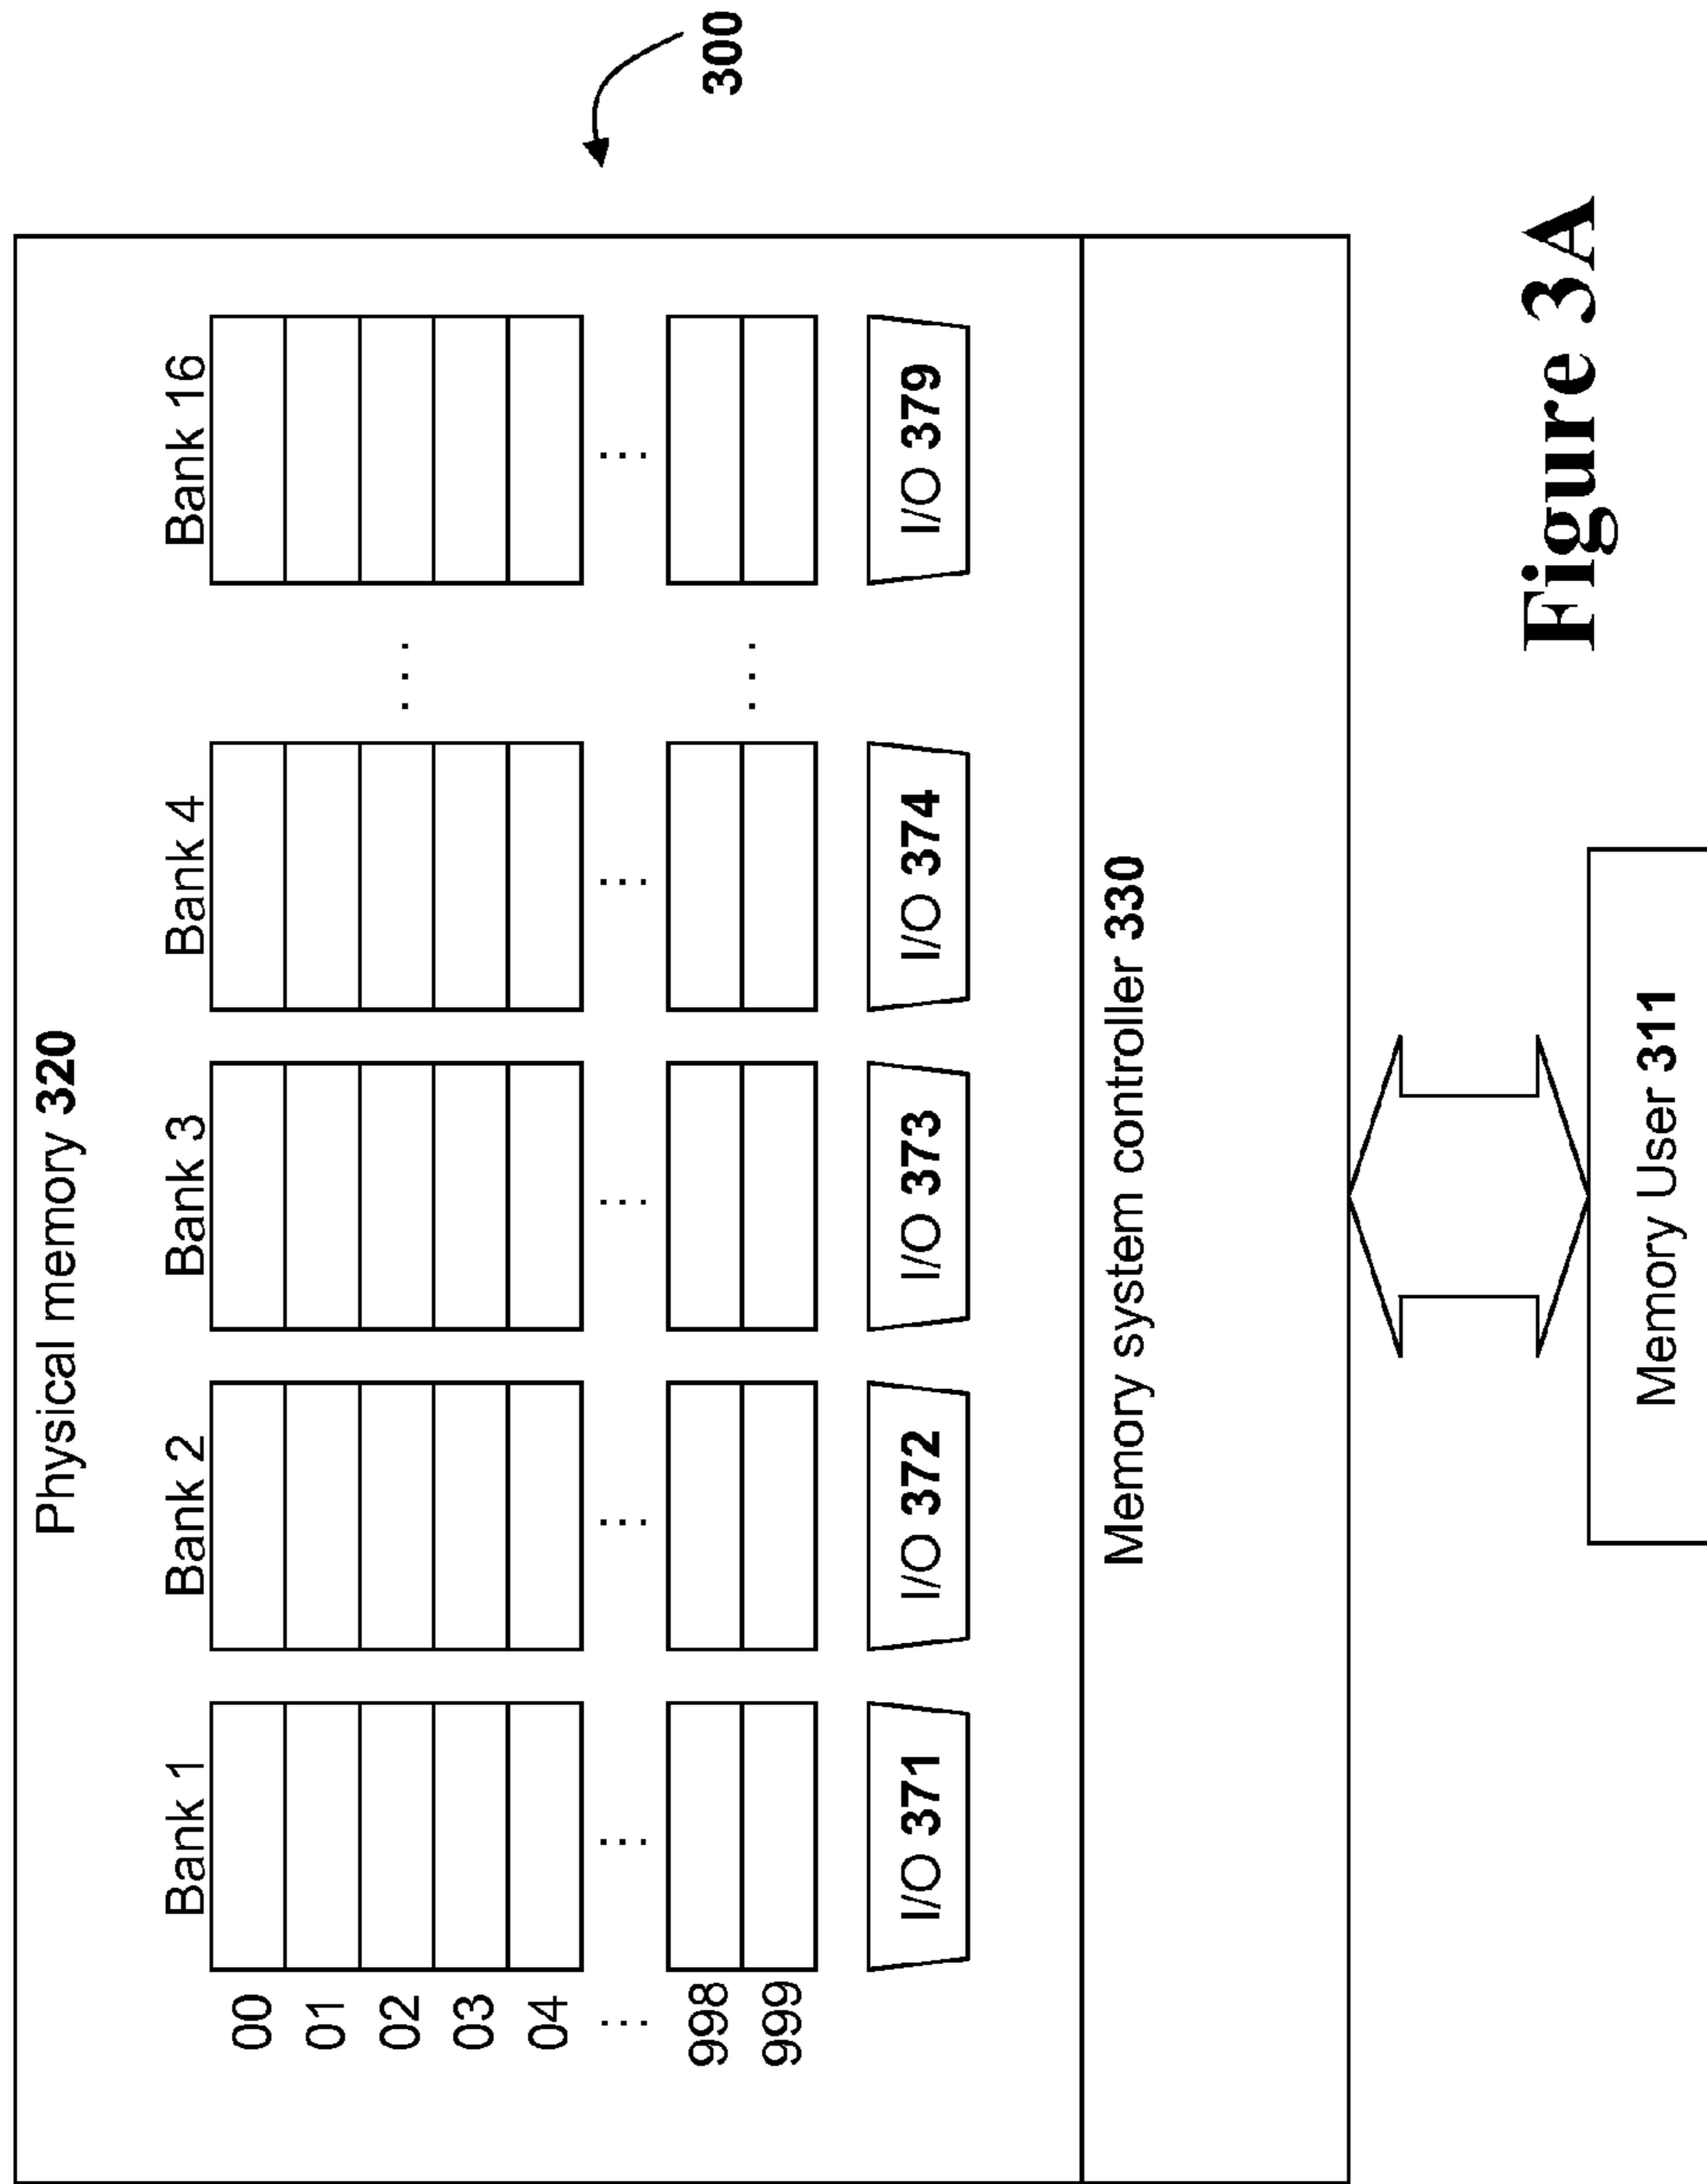 Physical memory 320
Bank 1 Bank 2 Bank 3 Bank 4 Bank 16
00
01
02
03
04
...
... ... ... ... ... ...
...
998
999
I/O 371 I/O 372 I/O 373 I/O 374 I/O 379
Memory system controller 330
Memory User 311
300
Figure 3A